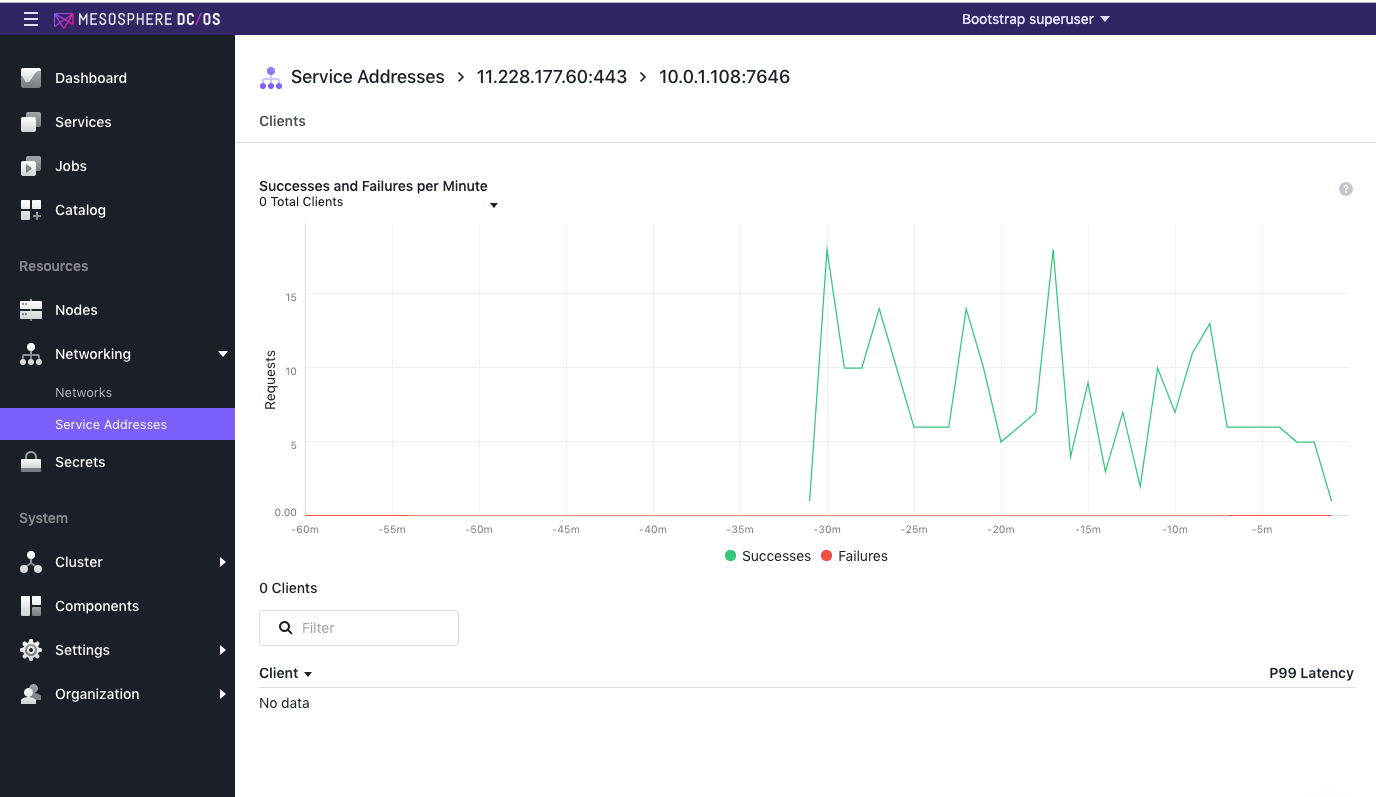 MESOSPHERE DC/OS
Bootstrap superuser
Dashboard
Services
Jobs
Catalog
Resources
Nodes
Networking
Networks
Service Addresses
Secrets
System
Cluster
Components
Settings
Organization
Service Addresses > 11.228.177.60:443 > 10.0.1.108:7646
Clients
Successes and Failures per Minute
0 Total Clients
?
Requests
15
10
5
0.00
-60m -55m -50m -45m -40m -35m -30m -25m -20m -15m -10m -5m
Successes Failures
0 Clients
Filter
Client P99 Latency
No data